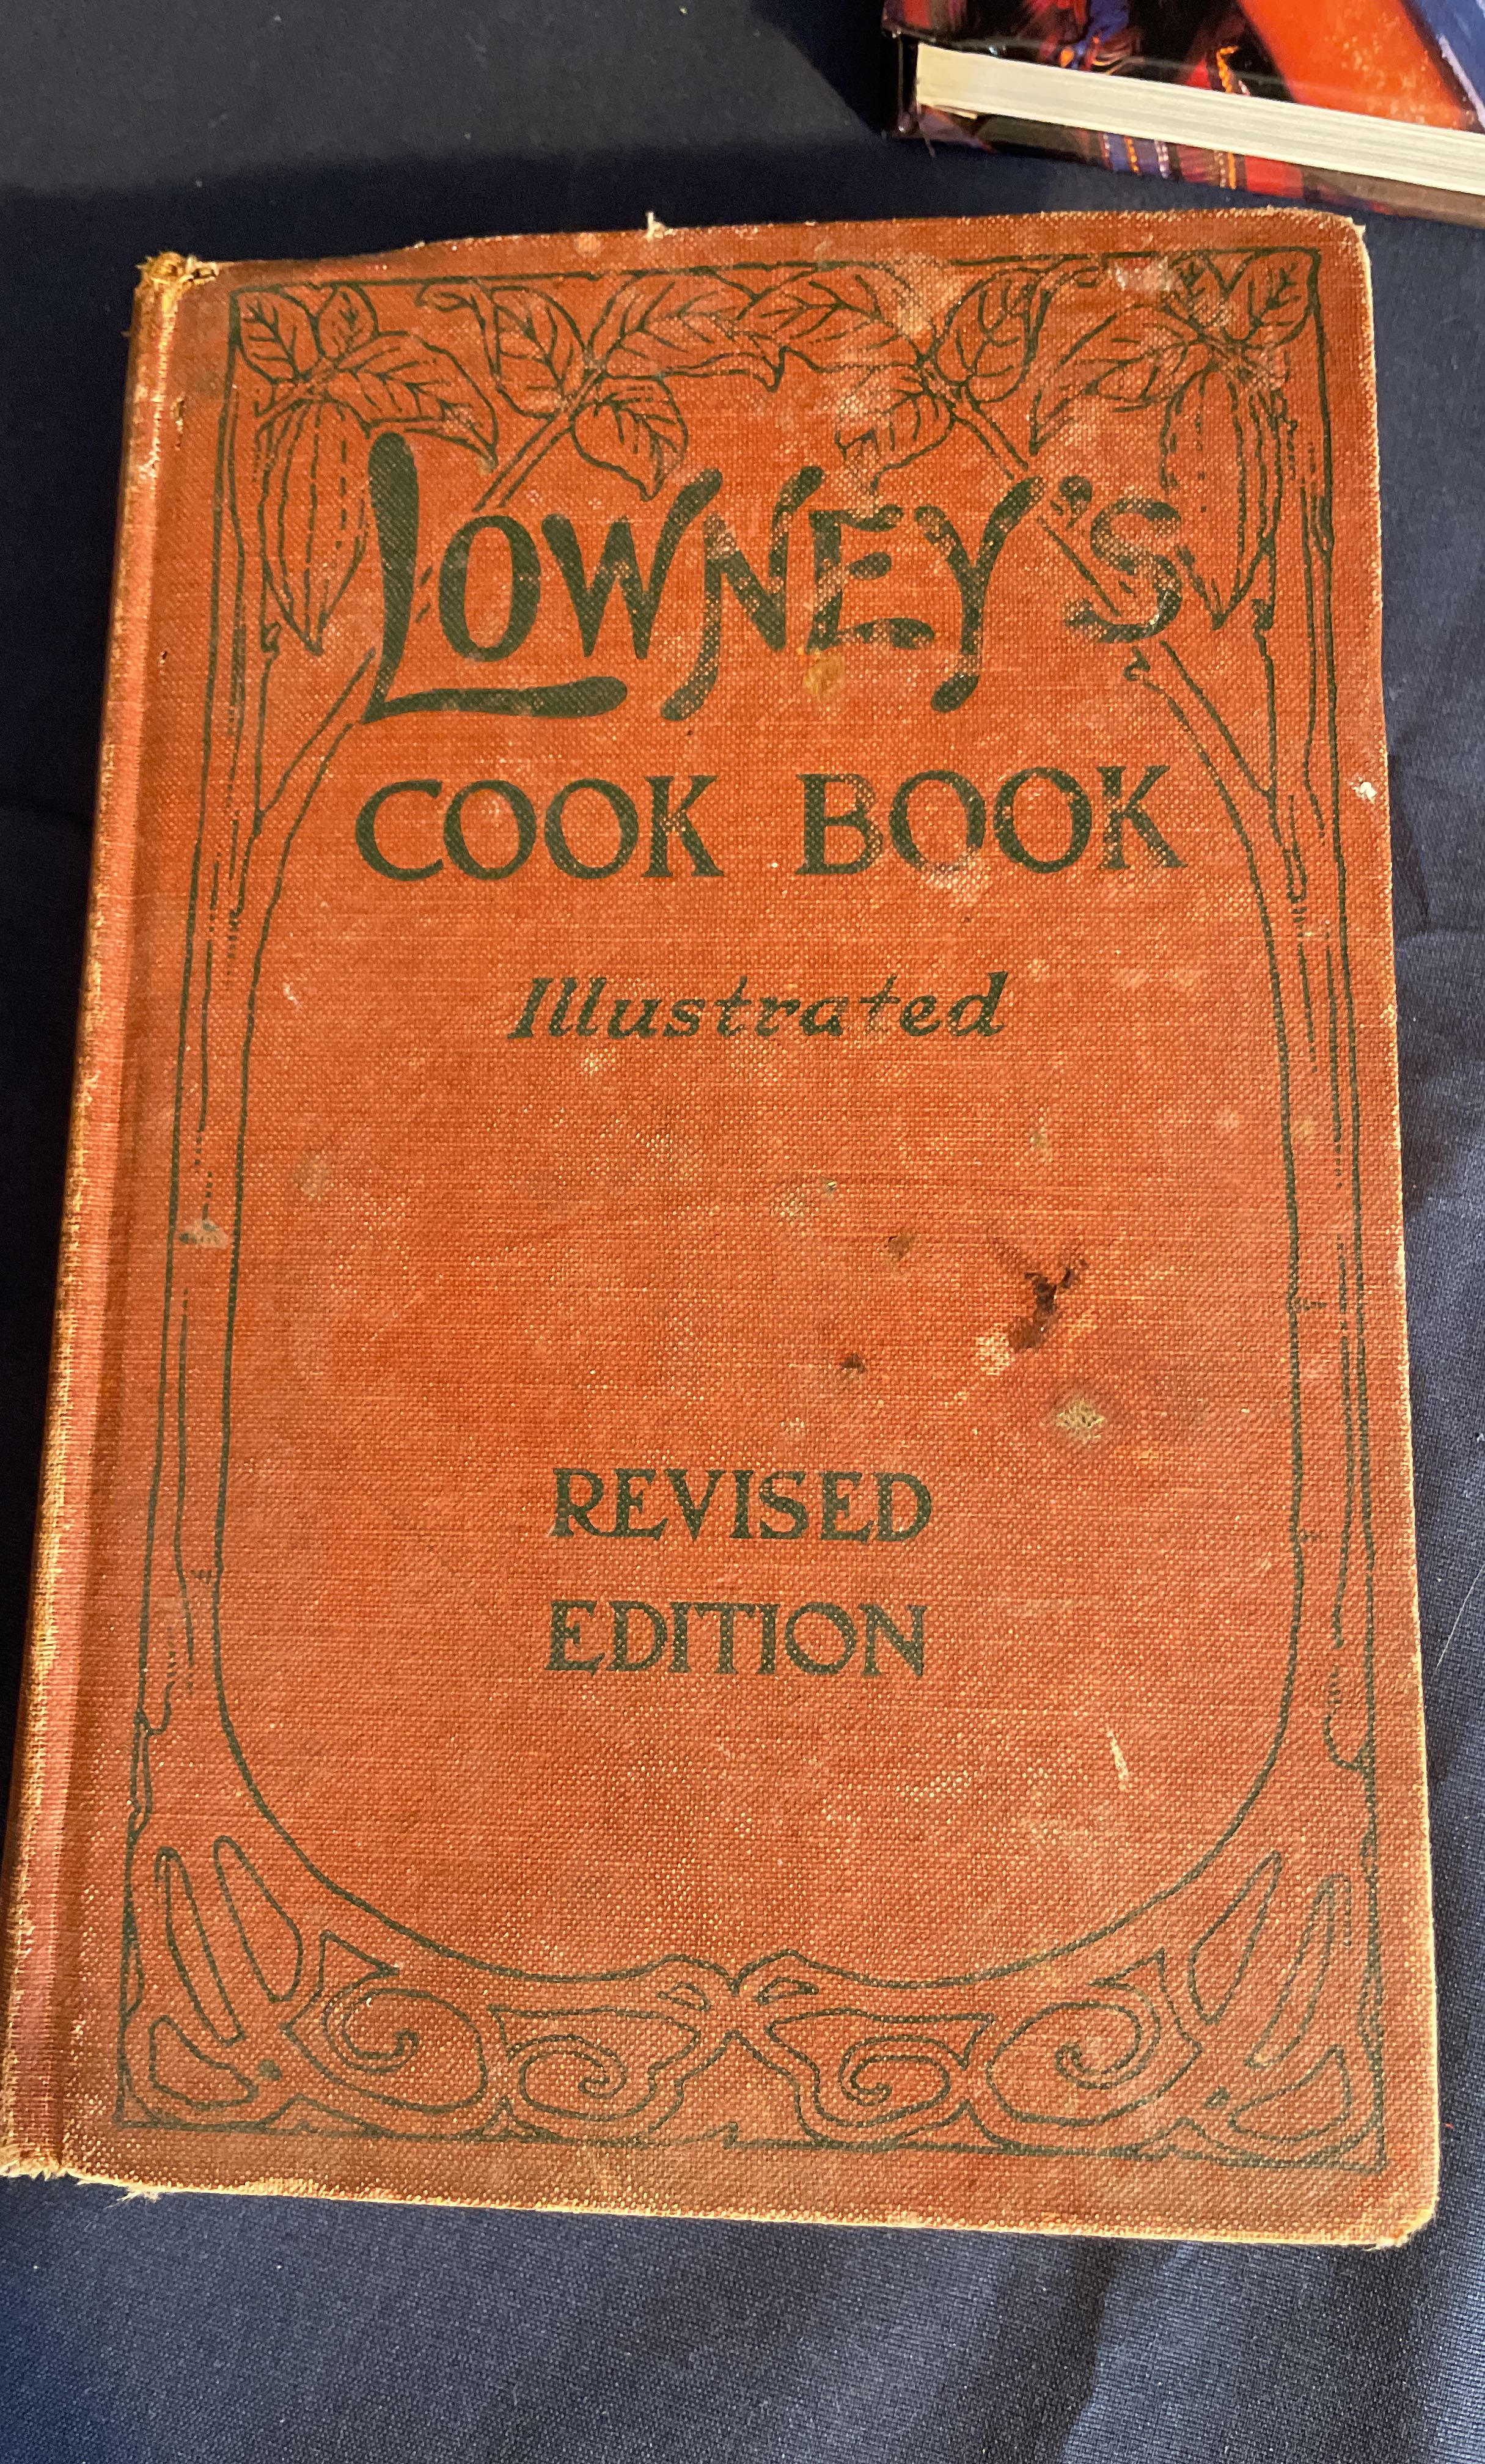 LOWNEY'S
COOK BOOK
Illustrated
REVISED
EDITION